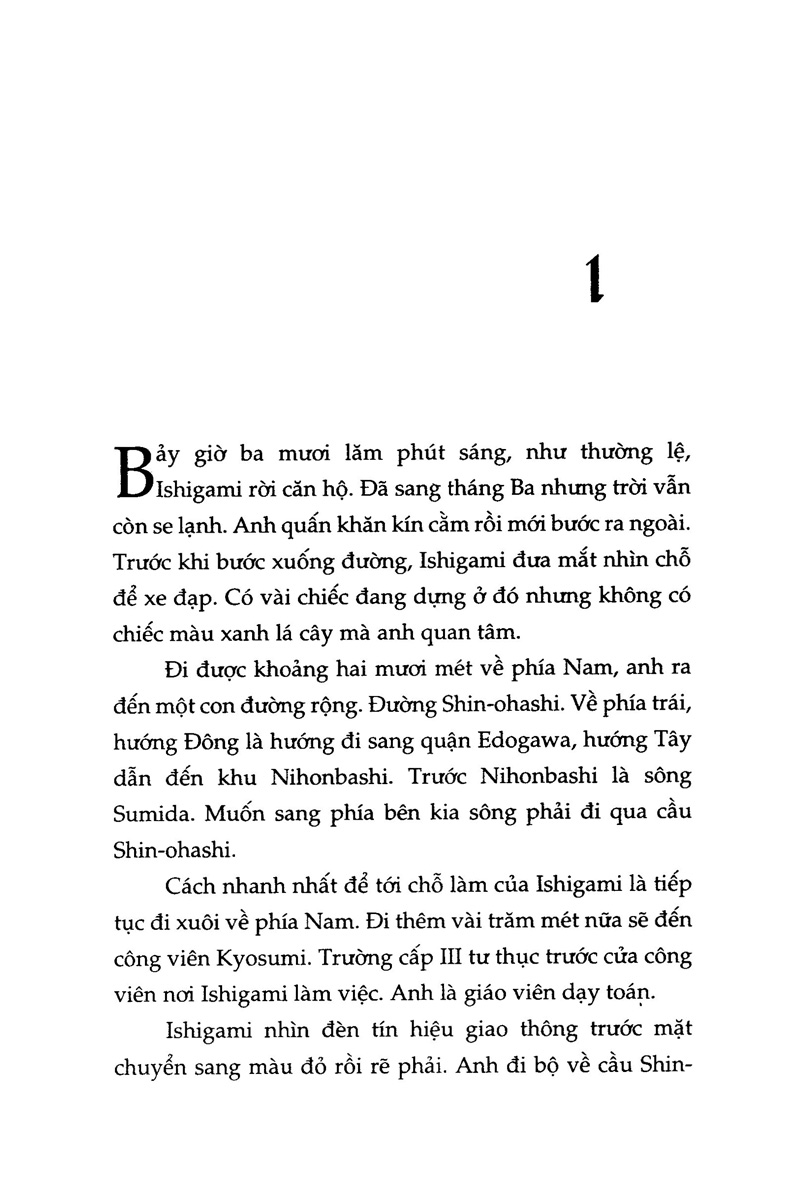 1
Bảy giờ ba mươi lăm phút sáng, như thường lệ,
Ishigami rời căn hộ. Đã sang tháng Ba nhưng trời vẫn
còn se lạnh. Anh quấn khăn kín cằm rồi mới bước ra ngoài.
Trước khi bước xuống đường, Ishigami đưa mắt nhìn chỗ
để xe đạp. Có vài chiếc đang dựng ở đó nhưng không có
chiếc màu xanh lá cây mà anh quan tâm.
Đi được khoảng hai mươi mét về phía Nam, anh ra
đến một con đường rộng. Đường Shin-ohashi. Về phía trái,
hướng Đông là hướng đi sang quận Edogawa, hướng Tây
dẫn đến khu Nihonbashi. Trước Nihonbashi là sông
Sumida. Muốn sang phía bên kia sông phải đi qua cầu
Shin-ohashi.
Cách nhanh nhất để tới chỗ làm của Ishigami là tiếp
tục đi xuôi về phía Nam. Đi thêm vài trăm mét nữa sẽ đến
công viên Kyosumi. Trường cấp III tư thục trước cửa công
viên nơi Ishigami làm việc. Anh là giáo viên dạy toán.
Ishigami nhìn đèn tín hiệu giao thông trước mặt
chuyển sang màu đỏ rồi rẽ phải. Anh đi bộ về cầu Shin-